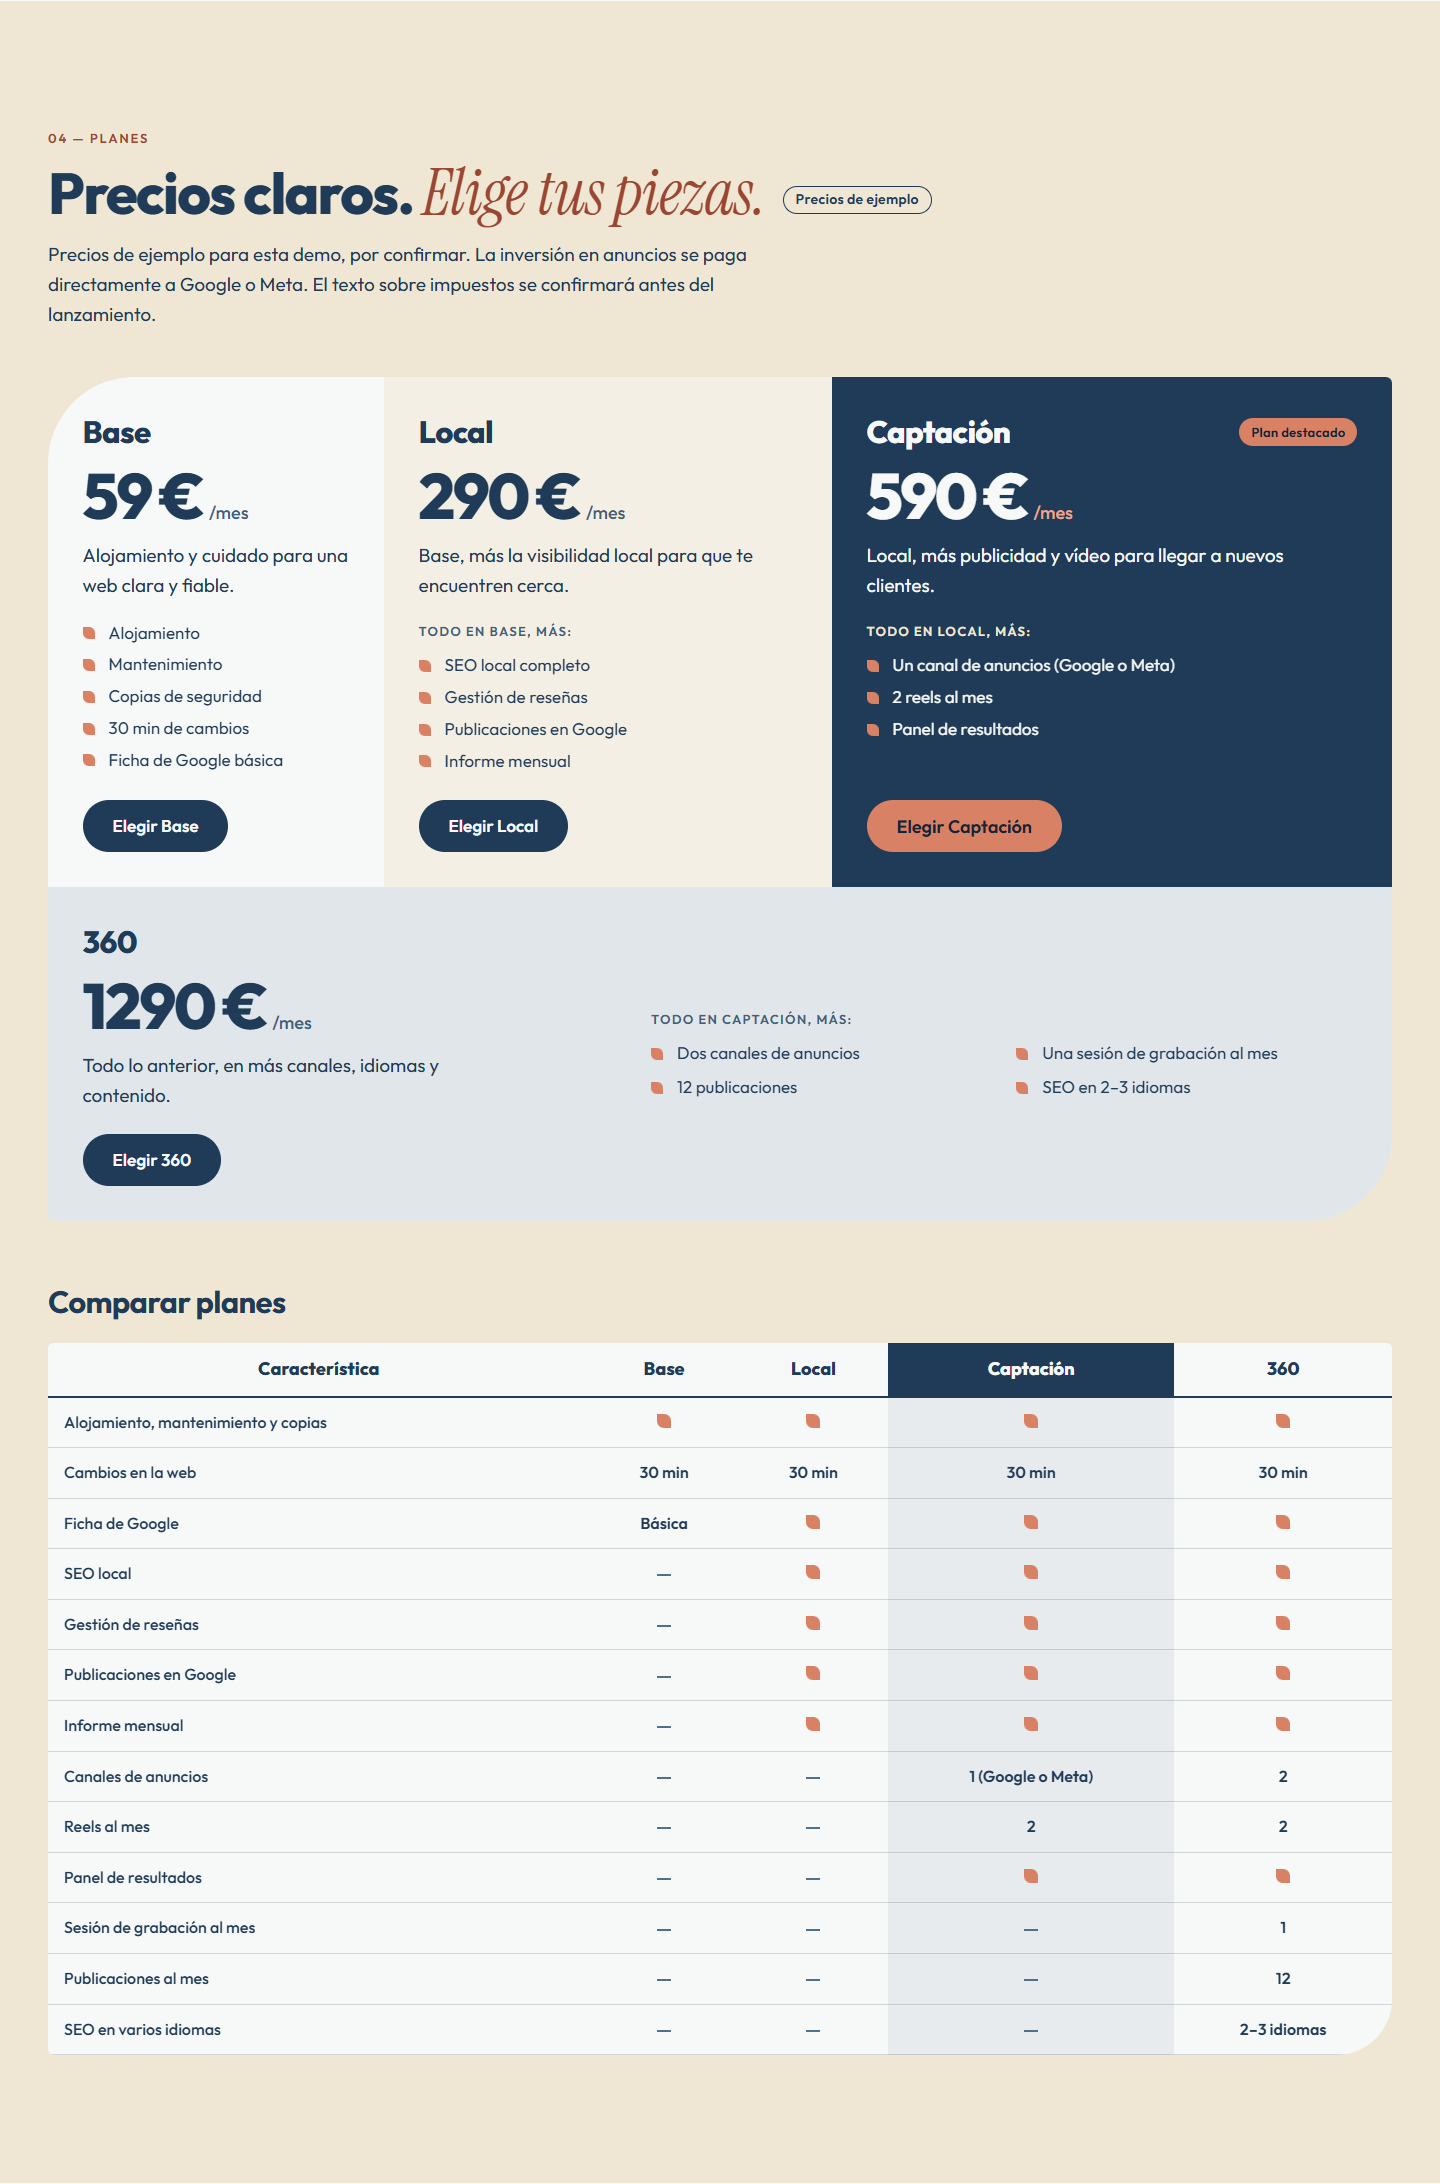 04 — PLANES
Precios claros. Elige tus piezas. Precios de ejemplo
Precios de ejemplo para esta demo, por confirmar. La inversión en anuncios se paga
directamente a Google o Meta. El texto sobre impuestos se confirmará antes del
lanzamiento.
Base
59 € /mes
Alojamiento y cuidado para una
web clara y fiable.
Alojamiento
Mantenimiento
Copias de seguridad
30 min de cambios
Ficha de Google básica
Elegir Base
Local
290 € /mes
Base, más la visibilidad local para que te
encuentren cerca.
TODO EN BASE, MÁS:
SEO local completo
Gestión de reseñas
Publicaciones en Google
Informe mensual
Elegir Local
Captación
Plan destacado
590 € /mes
Local, más publicidad y vídeo para llegar a nuevos
clientes.
TODO EN LOCAL, MÁS:
Un canal de anuncios (Google o Meta)
2 reels al mes
Panel de resultados
Elegir Captación
360
1290 € /mes
Todo lo anterior, en más canales, idiomas y
contenido.
Elegir 360
TODO EN CAPTACIÓN, MÁS:
Dos canales de anuncios
Una sesión de grabación al mes
12 publicaciones
SEO en 2–3 idiomas
Comparar planes
Característica Base Local Captación 360
Alojamiento, mantenimiento y copias
Cambios en la web 30 min 30 min 30 min 30 min
Ficha de Google Básica
SEO local —
Gestión de reseñas —
Publicaciones en Google —
Informe mensual —
Canales de anuncios — — 1 (Google o Meta) 2
Reels al mes — — 2 2
Panel de resultados — —
Sesión de grabación al mes — — — 1
Publicaciones al mes — — — 12
SEO en varios idiomas — — — 2–3 idiomas